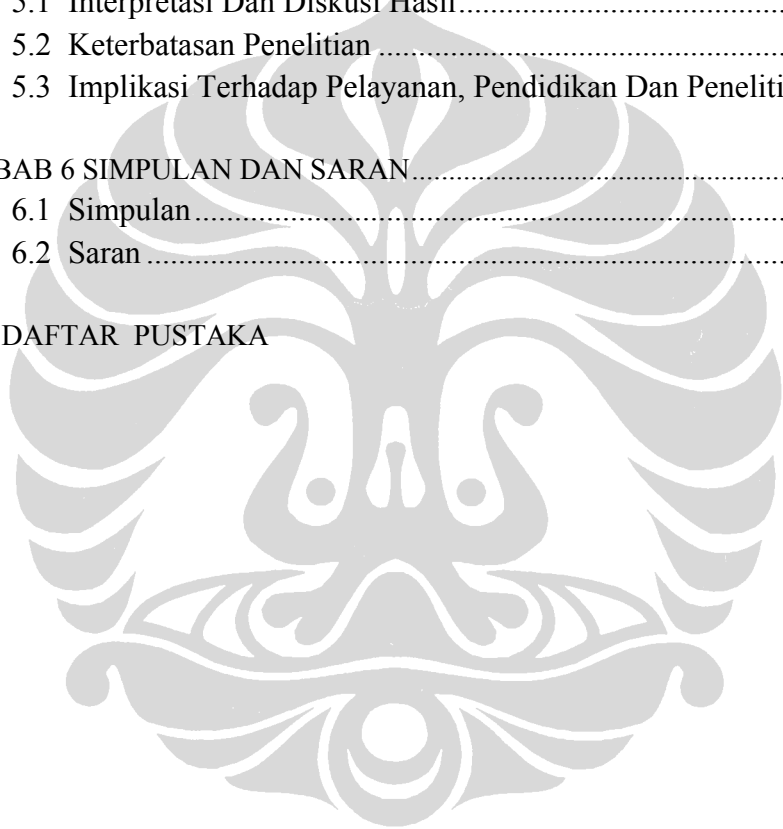 5.1 Interpretasi Dan Diskusi Hasil..............................................
5.2 Keterbatasan Penelitian.........................................................
5.3 Implikasi Terhadap Pelayanan, Pendidikan Dan Peneliti
BAB 6 SIMPULAN DAN SARAN....................................................
6.1 Simpulan.................................................................................
6.2 Saran.......................................................................................
DAFTAR PUSTAKA